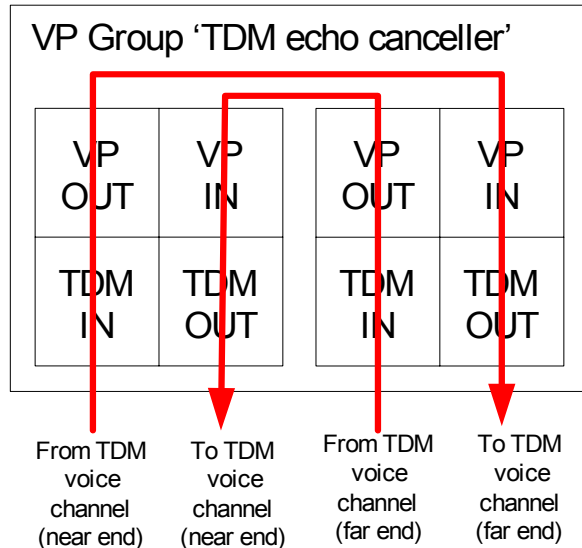 VP Group ‘TDM echo canceller’
VP OUT
VP IN
VP OUT
VP IN
TDM IN
TDM OUT
TDM IN
TDM OUT
From TDM
voice
channel
(near end)
To TDM
voice
channel
(near end)
From TDM
voice
channel
(far end)
To TDM
voice
channel
(far end)